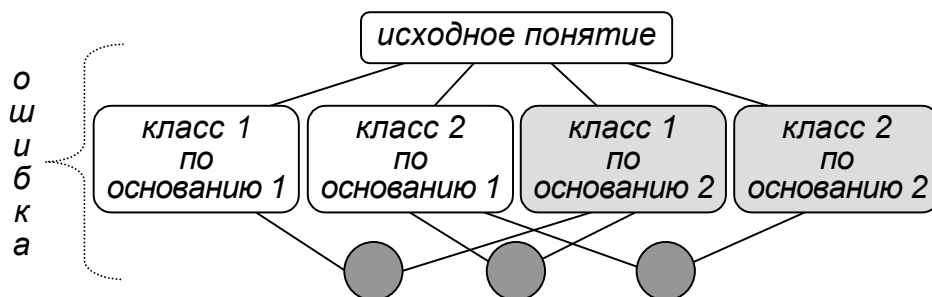 исходное понятие
ошибка
класс 1
по
основанию 1
класс 2
по
основанию 1
класс 1
по
основанию 2
класс 2
по
основанию 2